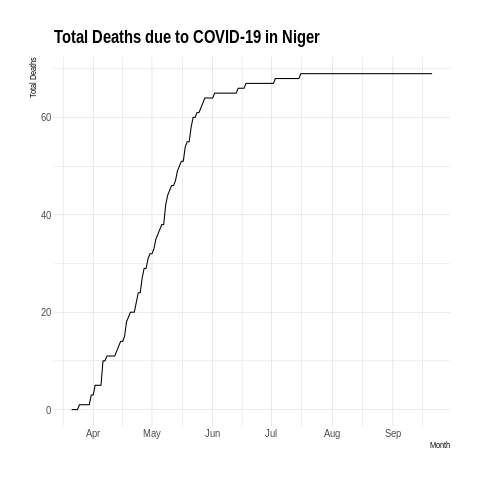 Total Deaths due to COVID-19 in Niger
Total Deaths
60
40
20
0
Apr May Jun Jul Aug Sep
Month